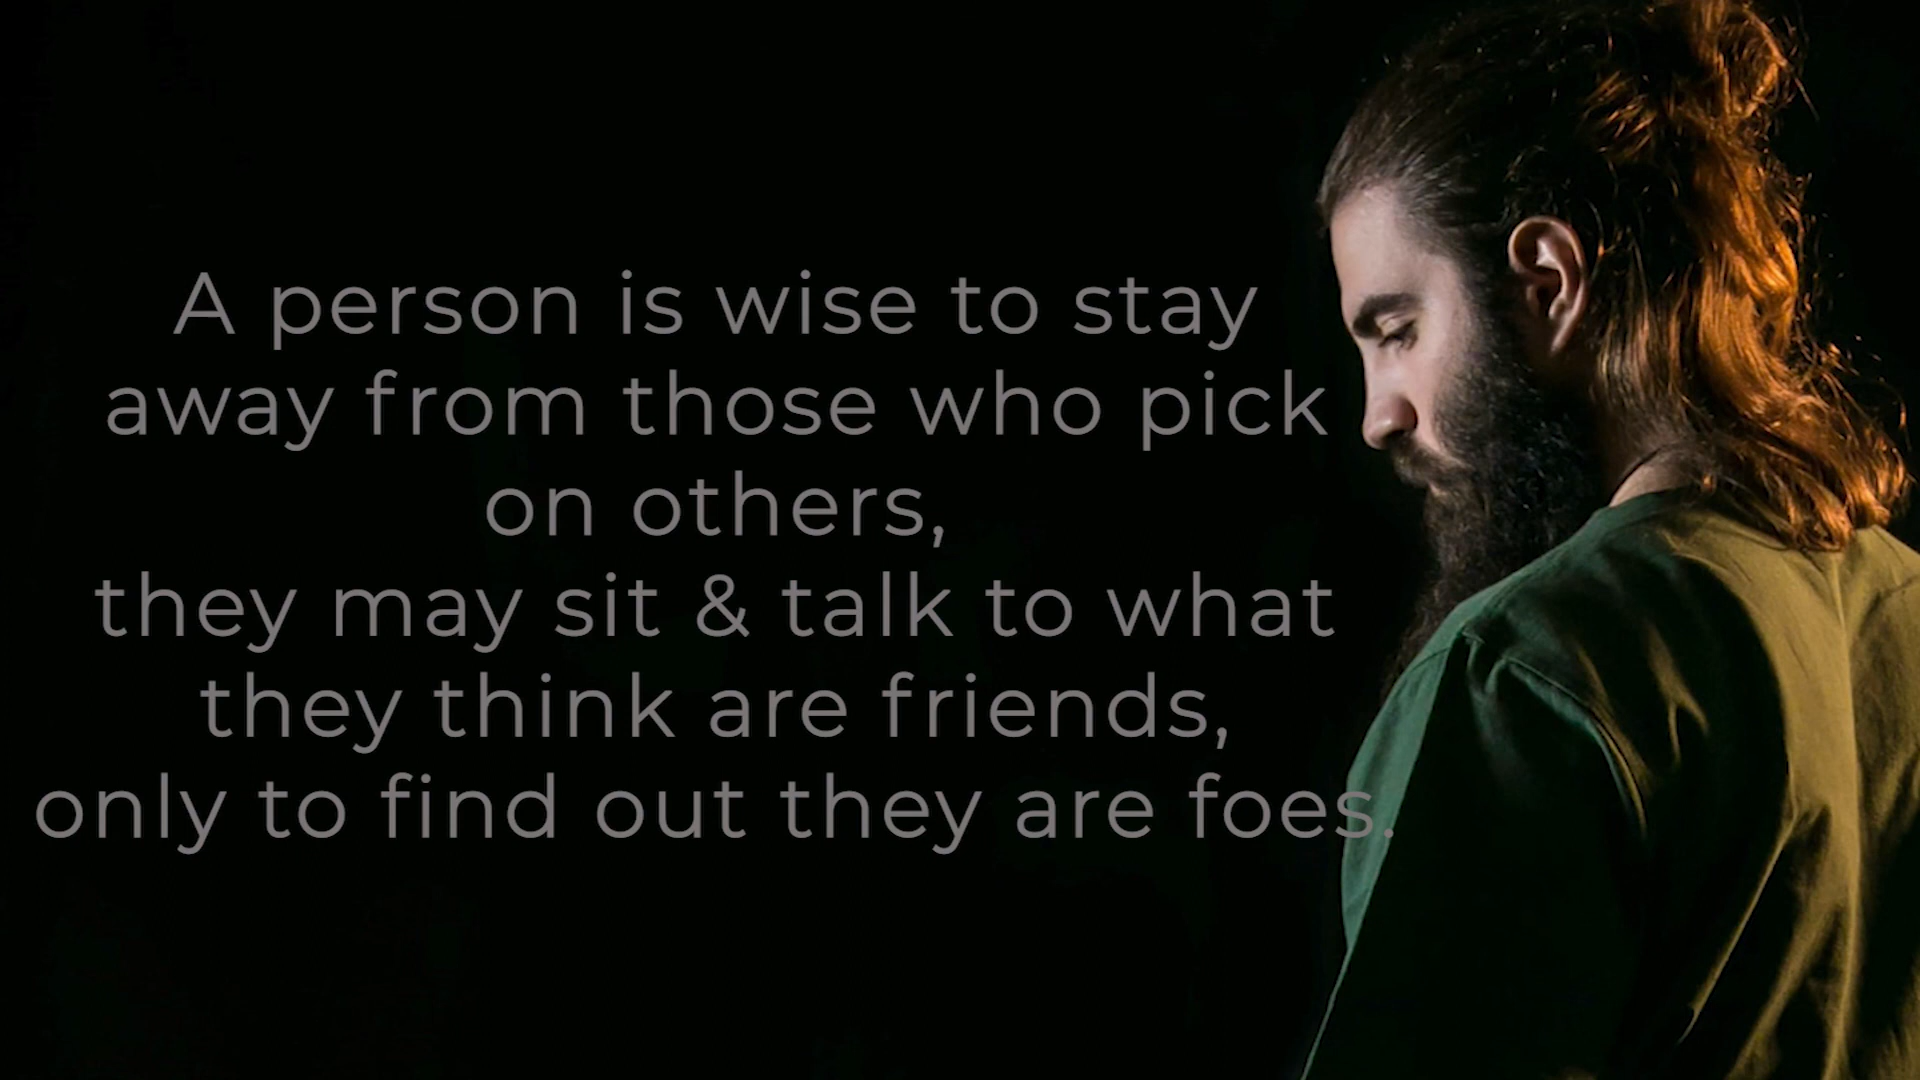 A person is wise to stay
away from those who pick
on others,
they may sit & talk to what
they think are friends,
only to find out they are foes.